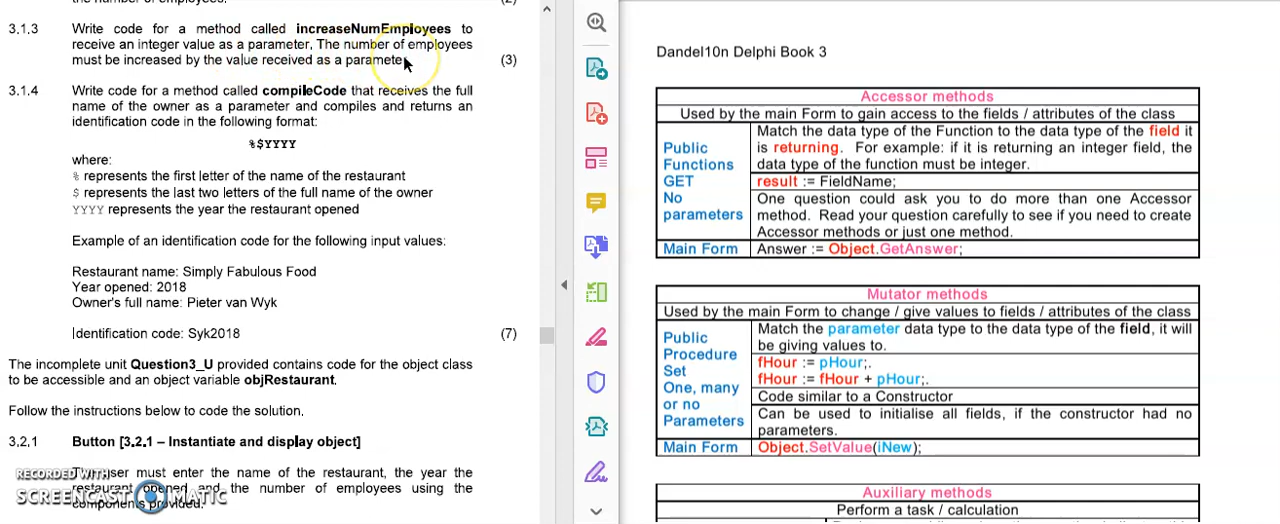 the number of employees.
(2)
3.1.3 Write code for a method called increaseNumEmployees to
receive an integer value as a parameter. The number of employees
must be increased by the value received as a parameter
(3)
3.1.4 Write code for a method called compileCode that receives the full
name of the owner as a parameter and compiles and returns an
identification code in the following format:
%$YYYY
where:
% represents the first letter of the name of the restaurant
$ represents the last two letters of the full name of the owner
YYYY represents the year the restaurant opened
Example of an identification code for the following input values:
Restaurant name: Simply Fabulous Food
Year opened: 2018
Owner's full name: Pieter van Wyk
Identification code: Syk2018
(7)
The incomplete unit Question3_U provided contains code for the object class
to be accessible and an object variable objRestaurant.
Follow the instructions below to code the solution.
3.2.1 Button [3.2.1 – Instantiate and display object]
The user must enter the name of the restaurant, the year the
restaurant opened and the number of employees using the
components provided.
RECORDED WITH
SCREENCAST MATIC
Dandel10n Delphi Book 3
Accessor methods
Used by the main Form to gain access to the fields / attributes of the class
Public
Functions
GET
No
parameters
Match the data type of the Function to the data type of the field it
is returning. For example: if it is returning an integer field, the
data type of the function must be integer.
result := FieldName;
One question could ask you to do more than one Accessor
method. Read your question carefully to see if you need to create
Accessor methods or just one method.
Main Form
Answer := Object.GetAnswer;
Mutator methods
Used by the main Form to change / give values to fields / attributes of the class
Public
Procedure
Set
One, many
or no
Parameters
Match the parameter data type to the data type of the field, it will
be giving values to.
fHour := pHour;.
fHour := fHour + pHour;.
Code similar to a Constructor
Can be used to initialise all fields, if the constructor had no
parameters.
Main Form
Object.SetValue(iNew);
Auxiliary methods
Perform a task / calculation